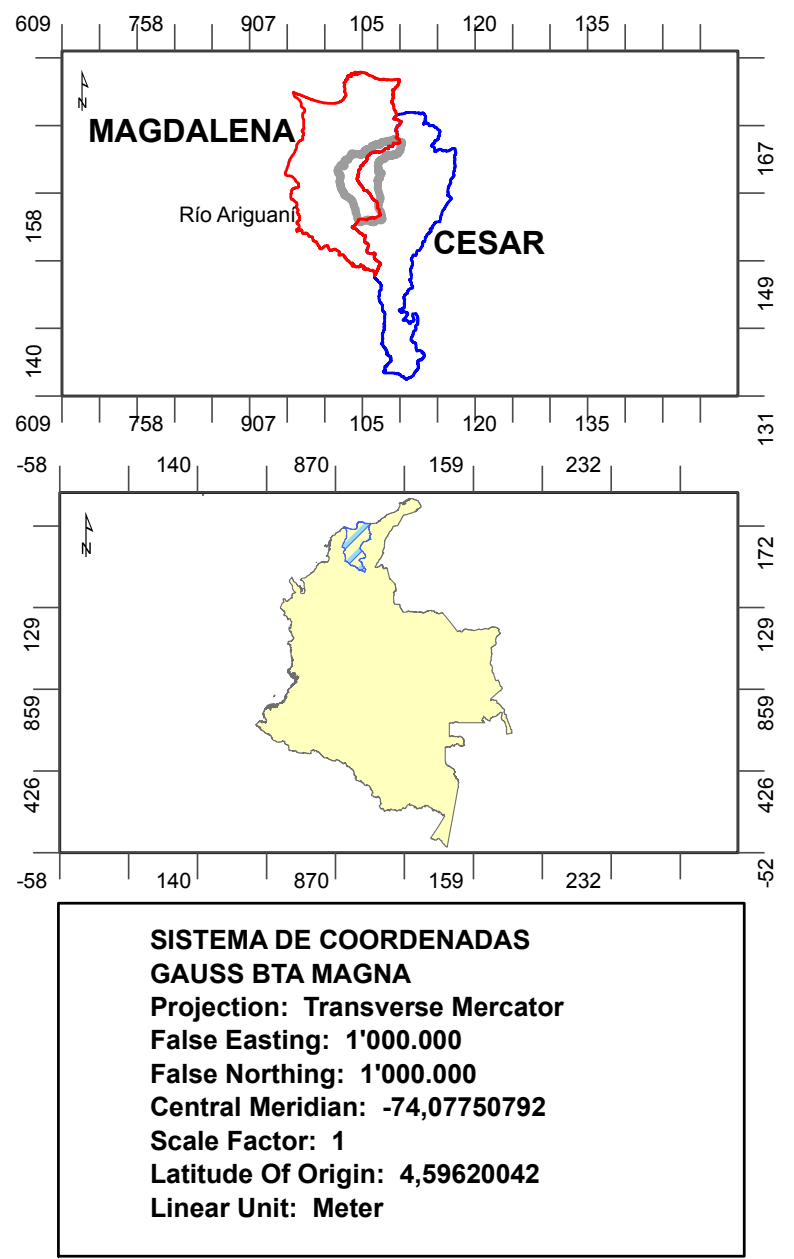 609 758 907 105 120 135
N
MAGDALENA
167
Río Ariguaní
158
CESAR
149
140
131
609 758 907 105 120 135
-58 140 870 159 232
N
172
129 129
859 859
426 426
-52
-58 140 870 159 232
SISTEMA DE COORDENADAS
GAUSS BTA MAGNA
Projection: Transverse Mercator
False Easting: 1'000.000
False Northing: 1'000.000
Central Meridian: -74,07750792
Scale Factor: 1
Latitude Of Origin: 4,59620042
Linear Unit: Meter